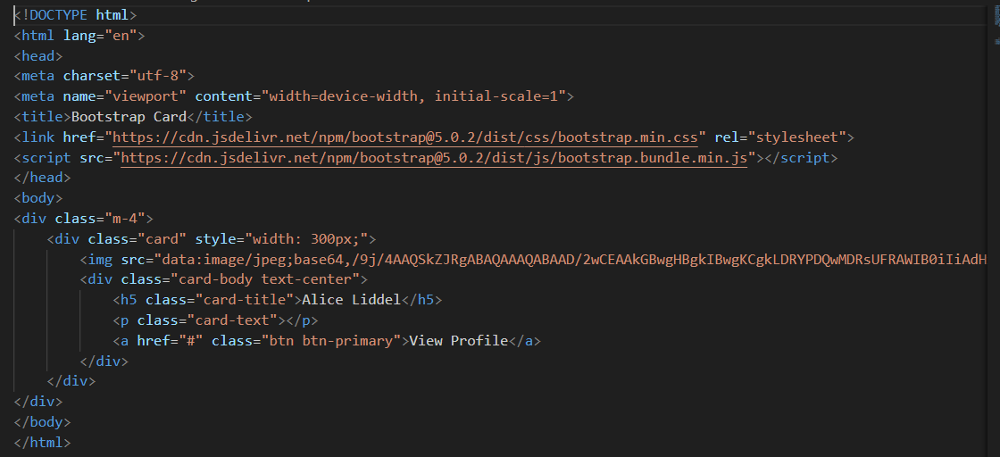 <!DOCTYPE html>
<html lang="en">
<head>
<meta charset="utf-8">
<meta name="viewport" content="width=device-width, initial-scale=1">
<title>Bootstrap Card</title>
<link href="https://cdn.jsdelivr.net/npm/bootstrap@5.0.2/dist/css/bootstrap.min.css" rel="stylesheet">
<script src="https://cdn.jsdelivr.net/npm/bootstrap@5.0.2/dist/js/bootstrap.bundle.min.js"></script>
</head>
<body>
<div class="m-4">
    <div class="card" style="width: 300px;">
        <img src="data:image/jpeg;base64,/9j/4AAQSkZJRgABAQAAAQABAAD/2wCEAAkGBwgHBgkIBwgKCgkLDRYPDQwMDRsUFRAWIB0iIiAdH
        <div class="card-body text-center">
            <h5 class="card-title">Alice Liddel</h5>
            <p class="card-text"></p>
            <a href="#" class="btn btn-primary">View Profile</a>
        </div>
    </div>
</div>
</body>
</html>